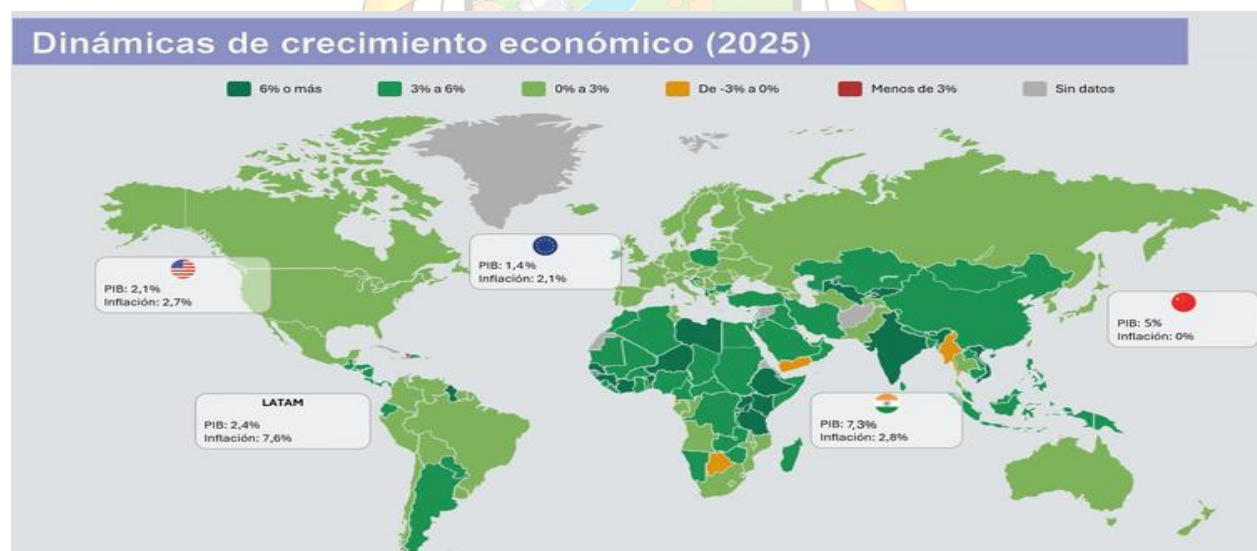 Dinámicas de crecimiento económico (2025)
6% o más
3% a 6%
0% a 3%
De -3% a 0%
Menos de 3%
Sin datos
PIB: 1,4%
Inflación: 2,1%
PIB: 2,1%
Inflación: 2,7%
PIB: 5%
Inflación: 0%
LATAM
PIB: 2,4%
Inflación: 7,6%
PIB: 7,3%
Inflación: 2,8%